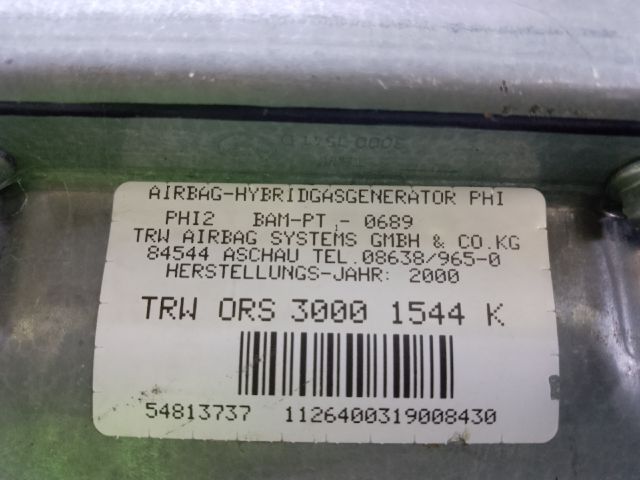 AIRBAG-HYBRIDGASGENERATOR PHI
PHI2 BAM-PT.- 0689
TRW AIRBAG SYSTEMS GMBH & CO.KG
84544 ASCHAU TEL.08638/965-0
HERSTELLUNGS-JAHR: 2000
TRW ORS 3000 1544 K
54813737 1126400319008430